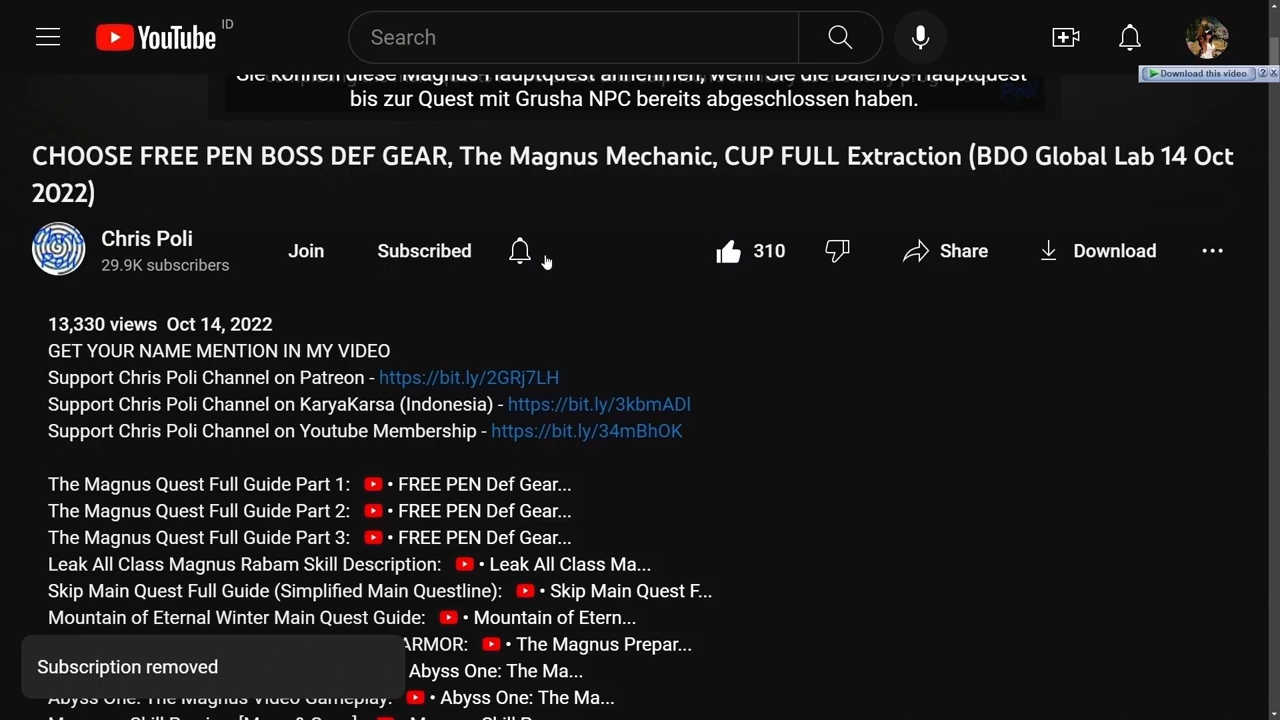 YouTube ID
Search
Download this video ? x
Sie können diese Magnus-Hauptquest annehmen, wenn Sie die Balenos-Hauptquest
bis zur Quest mit Grusha NPC bereits abgeschlossen haben.
Poli
CHOOSE FREE PEN BOSS DEF GEAR, The Magnus Mechanic, CUP FULL Extraction (BDO Global Lab 14 Oct
2022)
Chris Poli
29.9K subscribers
Join
Subscribed
310
Share
Download
13,330 views Oct 14, 2022
GET YOUR NAME MENTION IN MY VIDEO
Support Chris Poli Channel on Patreon - https://bit.ly/2GRj7LH
Support Chris Poli Channel on KaryaKarsa (Indonesia) - https://bit.ly/3kbmADl
Support Chris Poli Channel on Youtube Membership - https://bit.ly/34mBhOK
The Magnus Quest Full Guide Part 1: • FREE PEN Def Gear...
The Magnus Quest Full Guide Part 2: • FREE PEN Def Gear...
The Magnus Quest Full Guide Part 3: • FREE PEN Def Gear...
Leak All Class Magnus Rabam Skill Description: • Leak All Class Ma...
Skip Main Quest Full Guide (Simplified Main Questline): • Skip Main Quest F...
Mountain of Eternal Winter Main Quest Guide: • Mountain of Etern...
ARMOR: • The Magnus Prepar...
Abyss One: The Ma...
Abyss One: The Magnus Video Gameplay: • Abyss One: The Ma...
Subscription removed